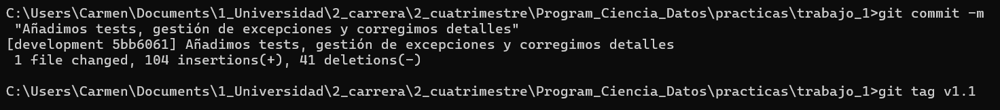 C:\Users\Carmen\Documents\1_Universidad\2_carrera\2_cuatrimestre\Program_Ciencia_Datos\practicas\trabajo_1>git commit -m
"Añadimos tests, gestión de excepciones y corregimos detalles"
[development 5bb6061] Añadimos tests, gestión de excepciones y corregimos detalles
1 file changed, 104 insertions(+), 41 deletions(-)
C:\Users\Carmen\Documents\1_Universidad\2_carrera\2_cuatrimestre\Program_Ciencia_Datos\practicas\trabajo_1>git tag v1.1